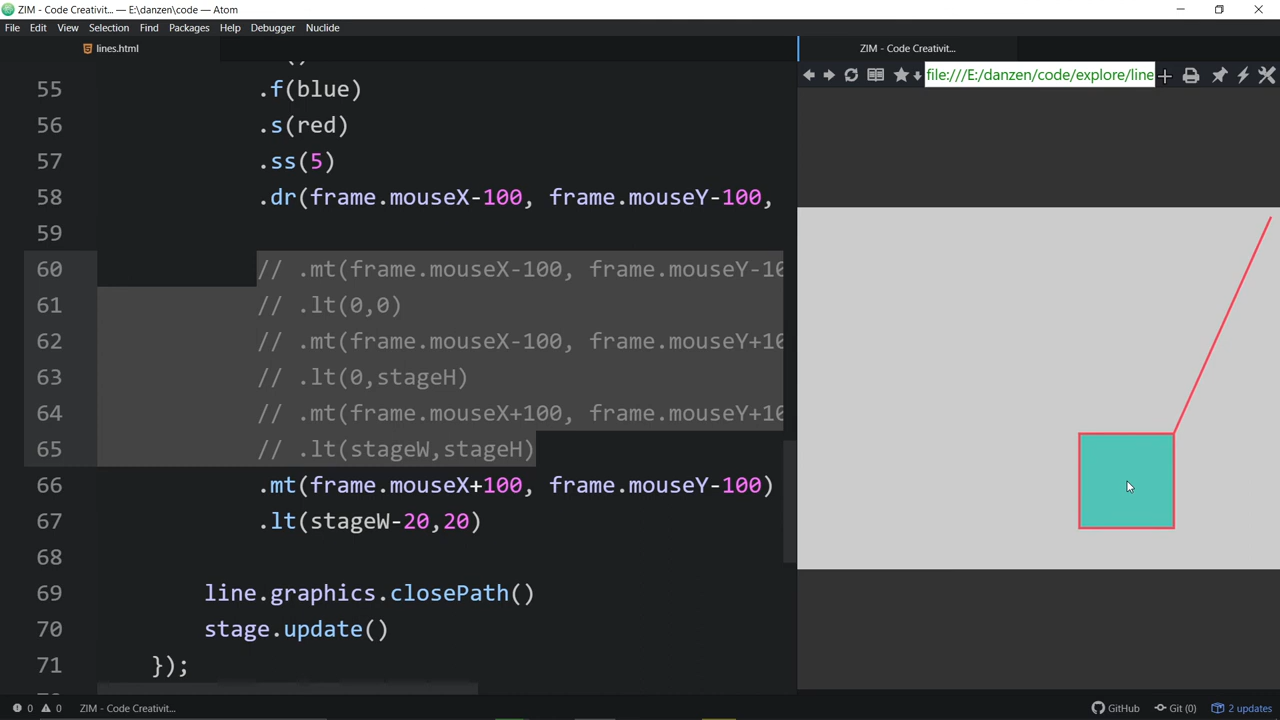 ZIM - Code Creativit... — E:\danzen\code — Atom
File Edit View Selection Find Packages Help Debugger Nuclide
lines.html
ZIM - Code Creativit...
file:///E:/danzen/code/explore/line
55 .f(blue)
56 .s(red)
57 .ss(5)
58 .dr(frame.mouseX-100, frame.mouseY-100,
59
60 // .mt(frame.mouseX-100, frame.mouseY-10
61 // .lt(0,0)
62 // .mt(frame.mouseX-100, frame.mouseY+10
63 // .lt(0,stageH)
64 // .mt(frame.mouseX+100, frame.mouseY+10
65 // .lt(stageW,stageH)
66 .mt(frame.mouseX+100, frame.mouseY-100)
67 .lt(stageW-20,20)
68
69 line.graphics.closePath()
70 stage.update()
71 });
0 0 ZIM - Code Creativit... GitHub Git (0) 2 updates